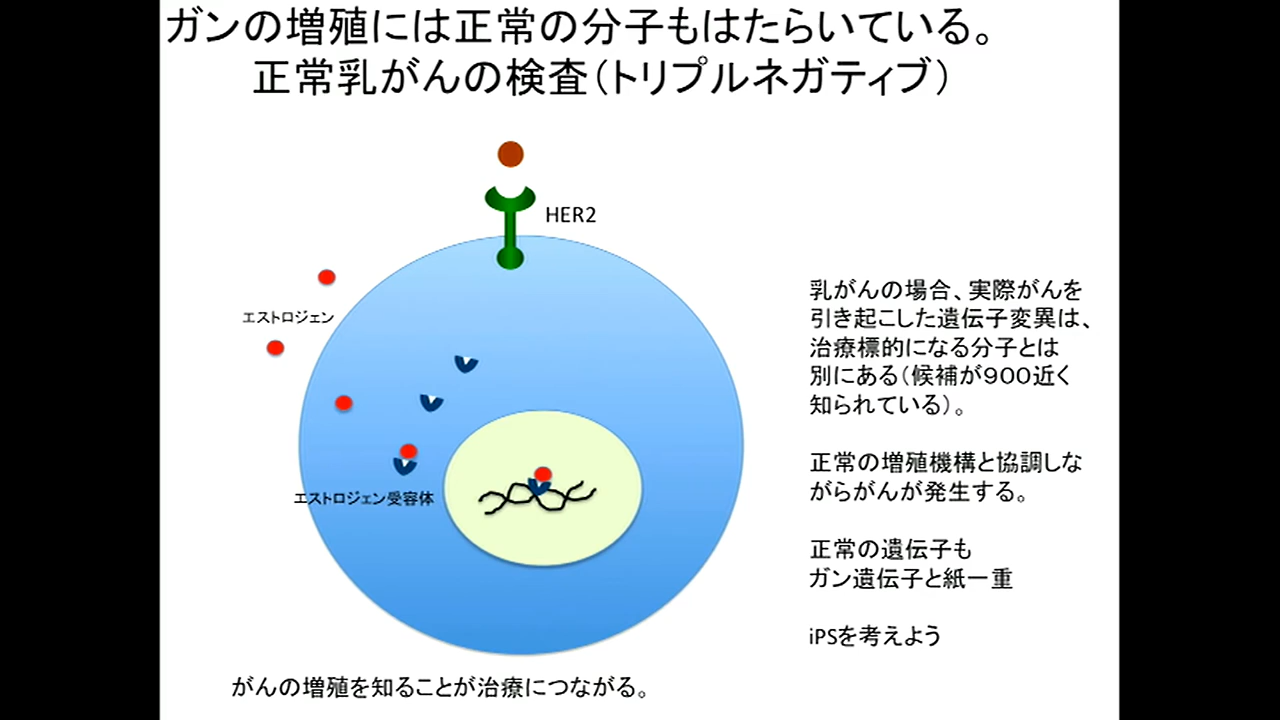 ガンの増殖には正常の分子もはたらいている。
正常乳がんの検査(トリプルネガティブ)
HER2
エストロジェン
エストロジェン受容体
乳がんの場合、実際がんを
引き起こした遺伝子変異は、
治療標的になる分子とは
別にある(候補が900近く
知られている)。
正常の増殖機構と協調しな
がらがんが発生する。
正常の遺伝子も
ガン遺伝子と紙一重
iPSを考えよう
がんの増殖を知ることが治療につながる。